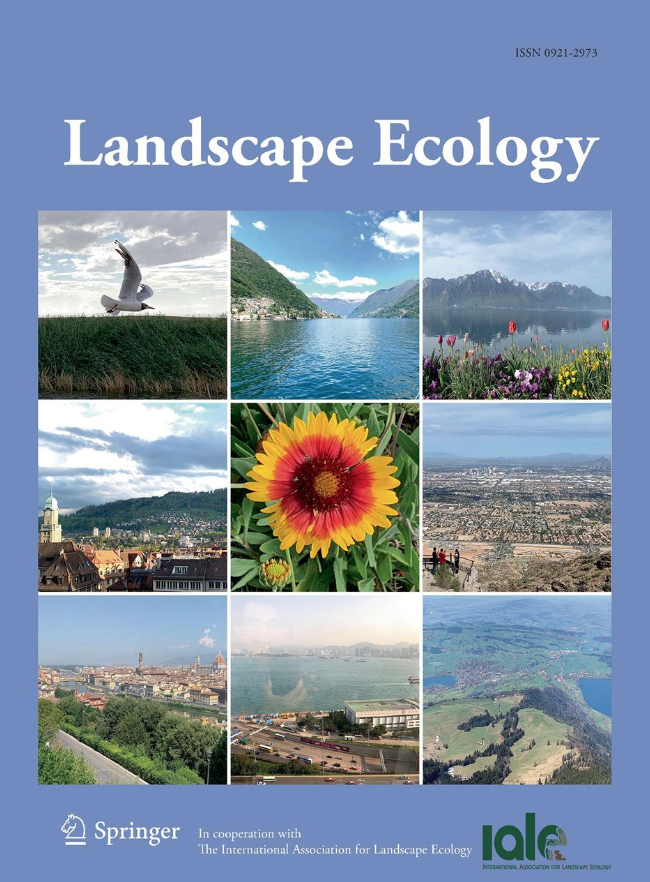 ISSN 0921-2973
Landscape Ecology
Springer
In cooperation with
The International Association for Landscape Ecology
iale
INTERNATIONAL ASSOCIATION FOR LANDSCAPE ECOLOGY